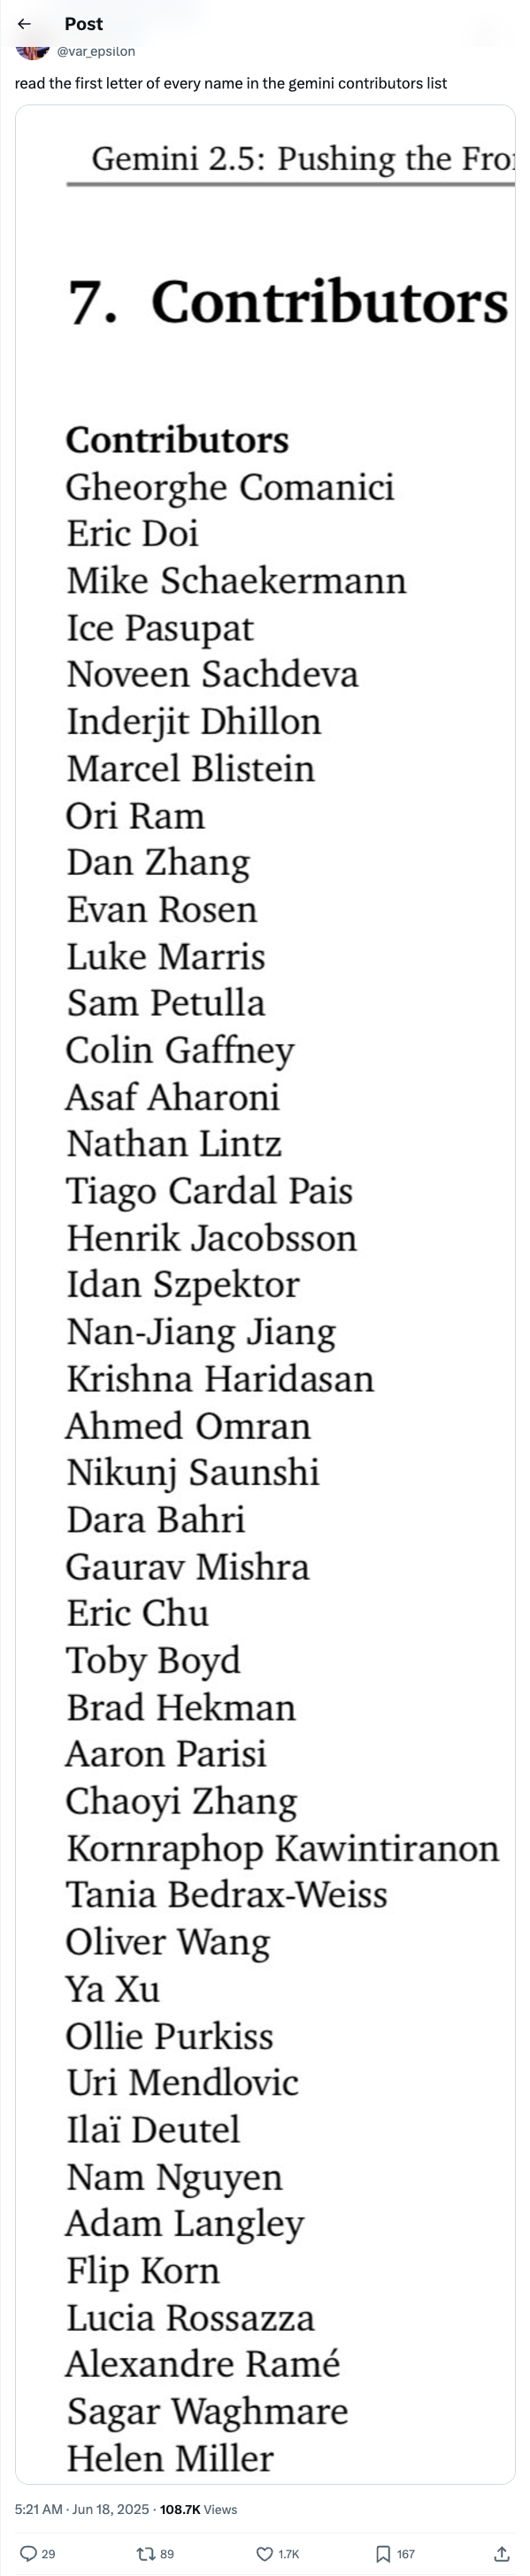 Post
@var_epsilon
read the first letter of every name in the gemini contributors list
Gemini 2.5: Pushing the Fro
7. Contributors
Contributors
Gheorghe Comanici
Eric Doi
Mike Schaekermann
Ice Pasupat
Noveen Sachdeva
Inderjit Dhillon
Marcel Blistein
Ori Ram
Dan Zhang
Evan Rosen
Luke Marris
Sam Petulla
Colin Gaffney
Asaf Aharoni
Nathan Lintz
Tiago Cardal Pais
Henrik Jacobsson
Idan Szpektor
Nan-Jiang Jiang
Krishna Haridasan
Ahmed Omran
Nikunj Saunshi
Dara Bahri
Gaurav Mishra
Eric Chu
Toby Boyd
Brad Hekman
Aaron Parisi
Chaoyi Zhang
Kornraphop Kawintiranon
Tania Bedrax-Weiss
Oliver Wang
Ya Xu
Ollie Purkiss
Uri Mendlovic
Ilaï Deutel
Nam Nguyen
Adam Langley
Flip Korn
Lucia Rossazza
Alexandre Ramé
Sagar Waghmare
Helen Miller
5:21 AM · Jun 18, 2025 · 108.7K Views
29 89 1.7K 167